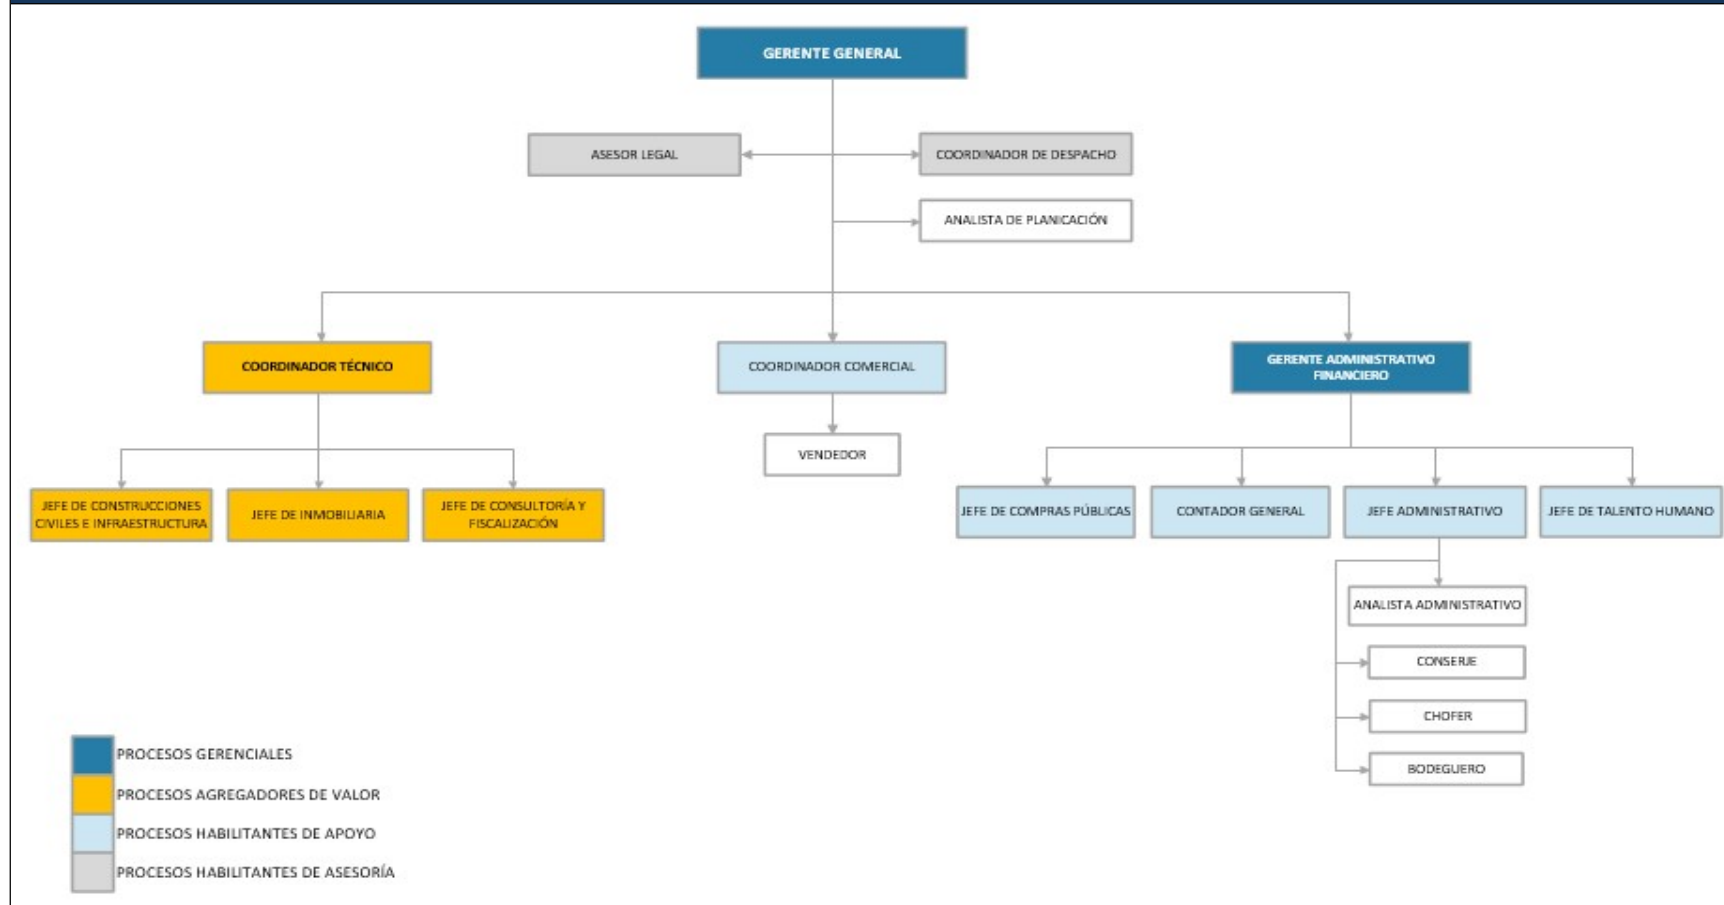 GERENTE GENERAL
ASESOR LEGAL
COORDINADOR DE DESPACHO
ANALISTA DE PLANICACIÓN
COORDINADOR TÉCNICO
COORDINADOR COMERCIAL
GERENTE ADMINISTRATIVO
FINANCIERO
VENDEDOR
JEFE DE CONSTRUCCIONES
CIVILES E INFRAESTRUCTURA
JEFE DE INMOBILIARIA
JEFE DE CONSULTORÍA Y
FISCALIZACIÓN
JEFE DE COMPRAS PÚBLICAS
CONTADOR GENERAL
JEFE ADMINISTRATIVO
JEFE DE TALENTO HUMANO
ANALISTA ADMINISTRATIVO
CONSERJE
CHOFER
BODEGUERO
PROCESOS GERENCIALES
PROCESOS AGREGADORES DE VALOR
PROCESOS HABILITANTES DE APOYO
PROCESOS HABILITANTES DE ASESORÍA